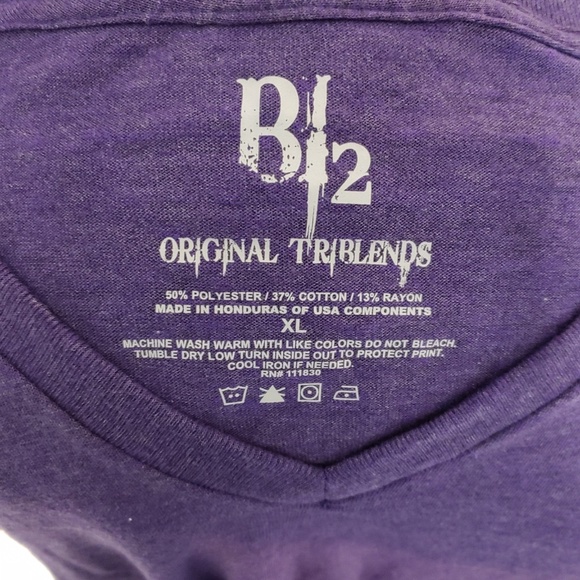 BI2
ORIGINAL TRIBLENDS
50% POLYESTER / 37% COTTON / 13% RAYON
MADE IN HONDURAS OF USA COMPONENTS
XL
MACHINE WASH WARM WITH LIKE COLORS DO NOT BLEACH.
TUMBLE DRY LOW TURN INSIDE OUT TO PROTECT PRINT.
COOL IRON IF NEEDED.
RN# 111830